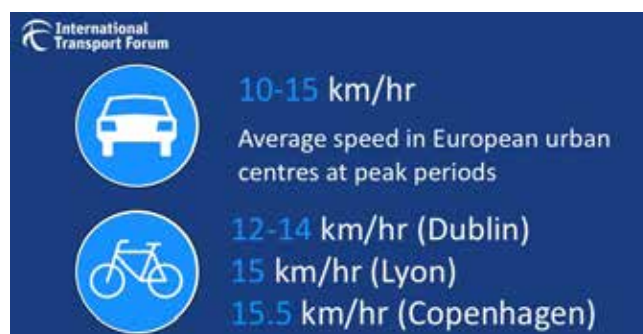 International
Transport Forum
10-15 km/hr
Average speed in European urban
centres at peak periods
12-14 km/hr (Dublin)
15 km/hr (Lyon)
15.5 km/hr (Copenhagen)